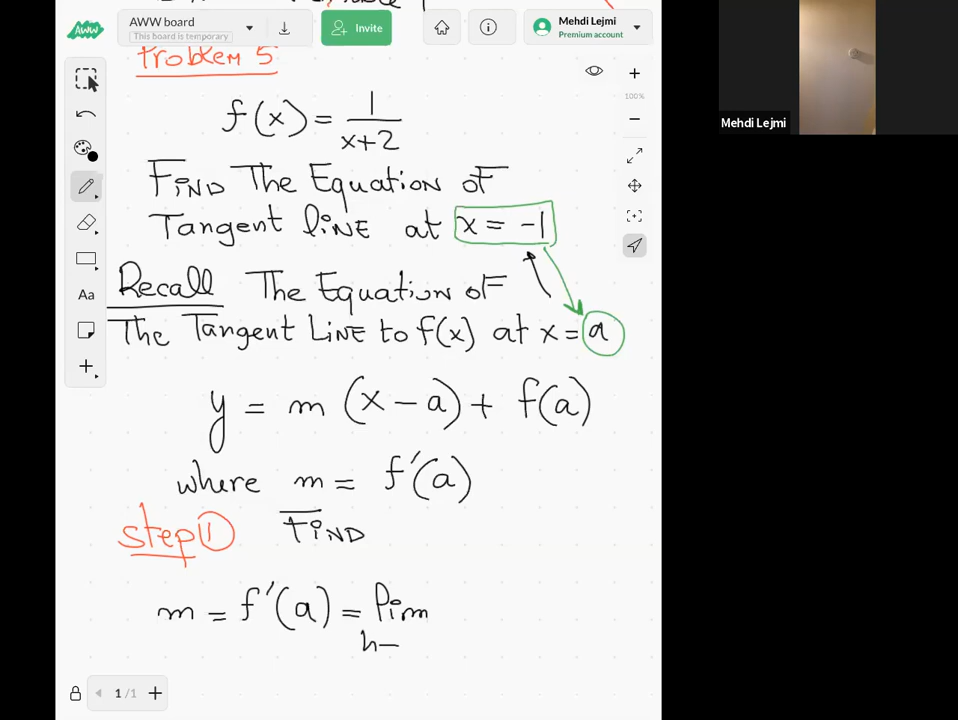 AWW board
This board is temporary
Invite
Mehdi Lejmi
Premium account
AWW
Problem 5
100%
f(x) = 1/(x+2)
FIND The Equation OF
Tangent liNE at x = -1
Recall The Equation OF
The Tangent LiNE to f(x) at x = a
y = m (x - a) + f(a)
where m = f'(a)
step ① FiND
m = f'(a) = lim
h-
Aa
1 / 1
Mehdi Lejmi